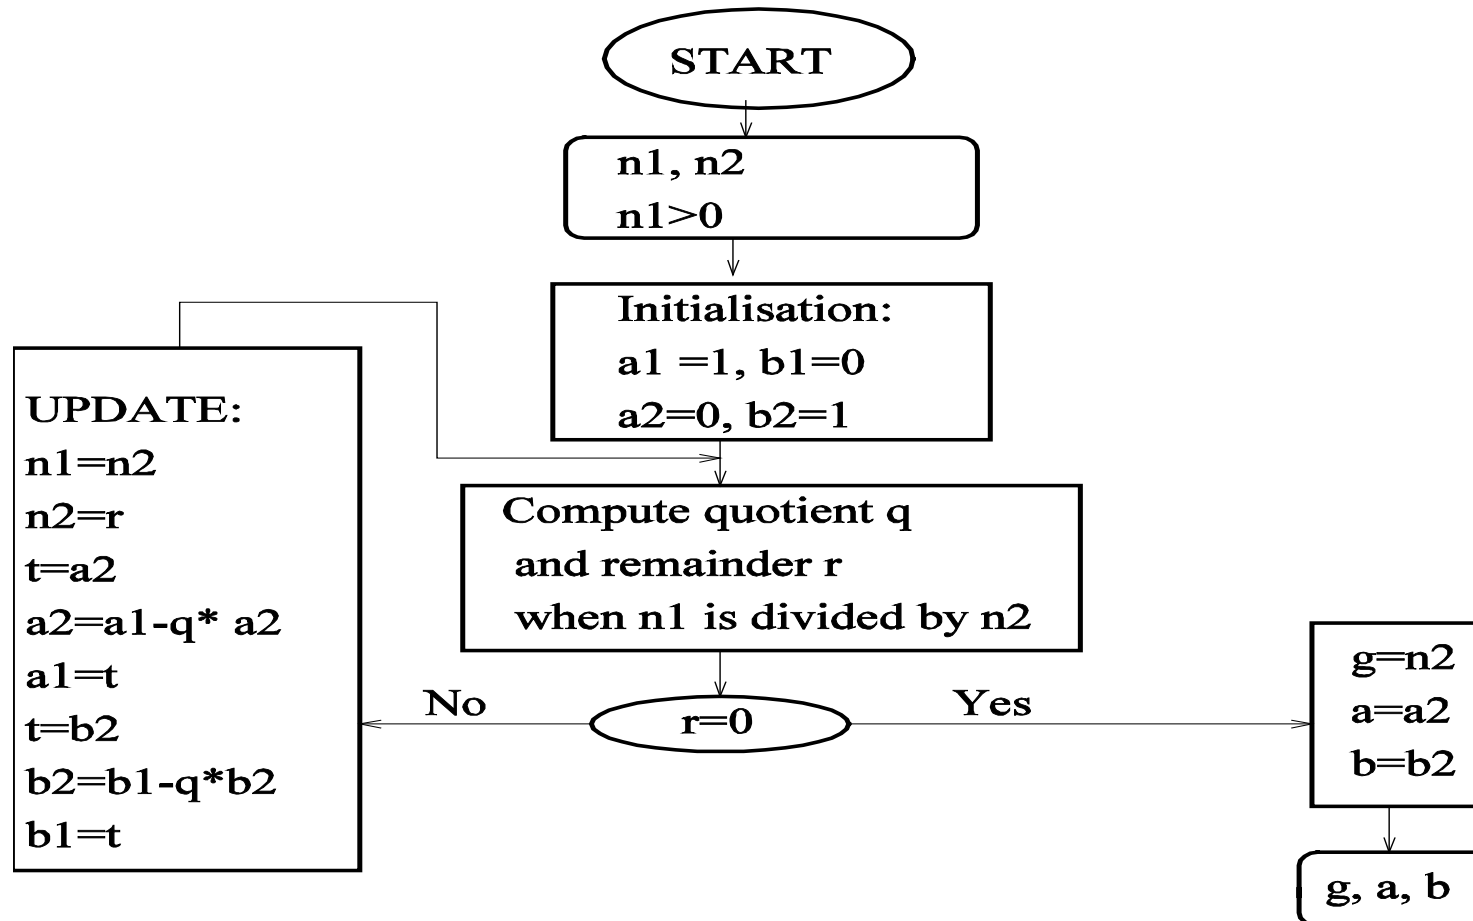 START
n1, n2
n1>0
Initialisation:
a1 =1, b1=0
a2=0, b2=1
UPDATE:
n1=n2
n2=r
t=a2
a2=a1-q* a2
a1=t
t=b2
b2=b1-q*b2
b1=t
Compute quotient q
and remainder r
when n1 is divided by n2
No
r=0
Yes
g=n2
a=a2
b=b2
g, a, b